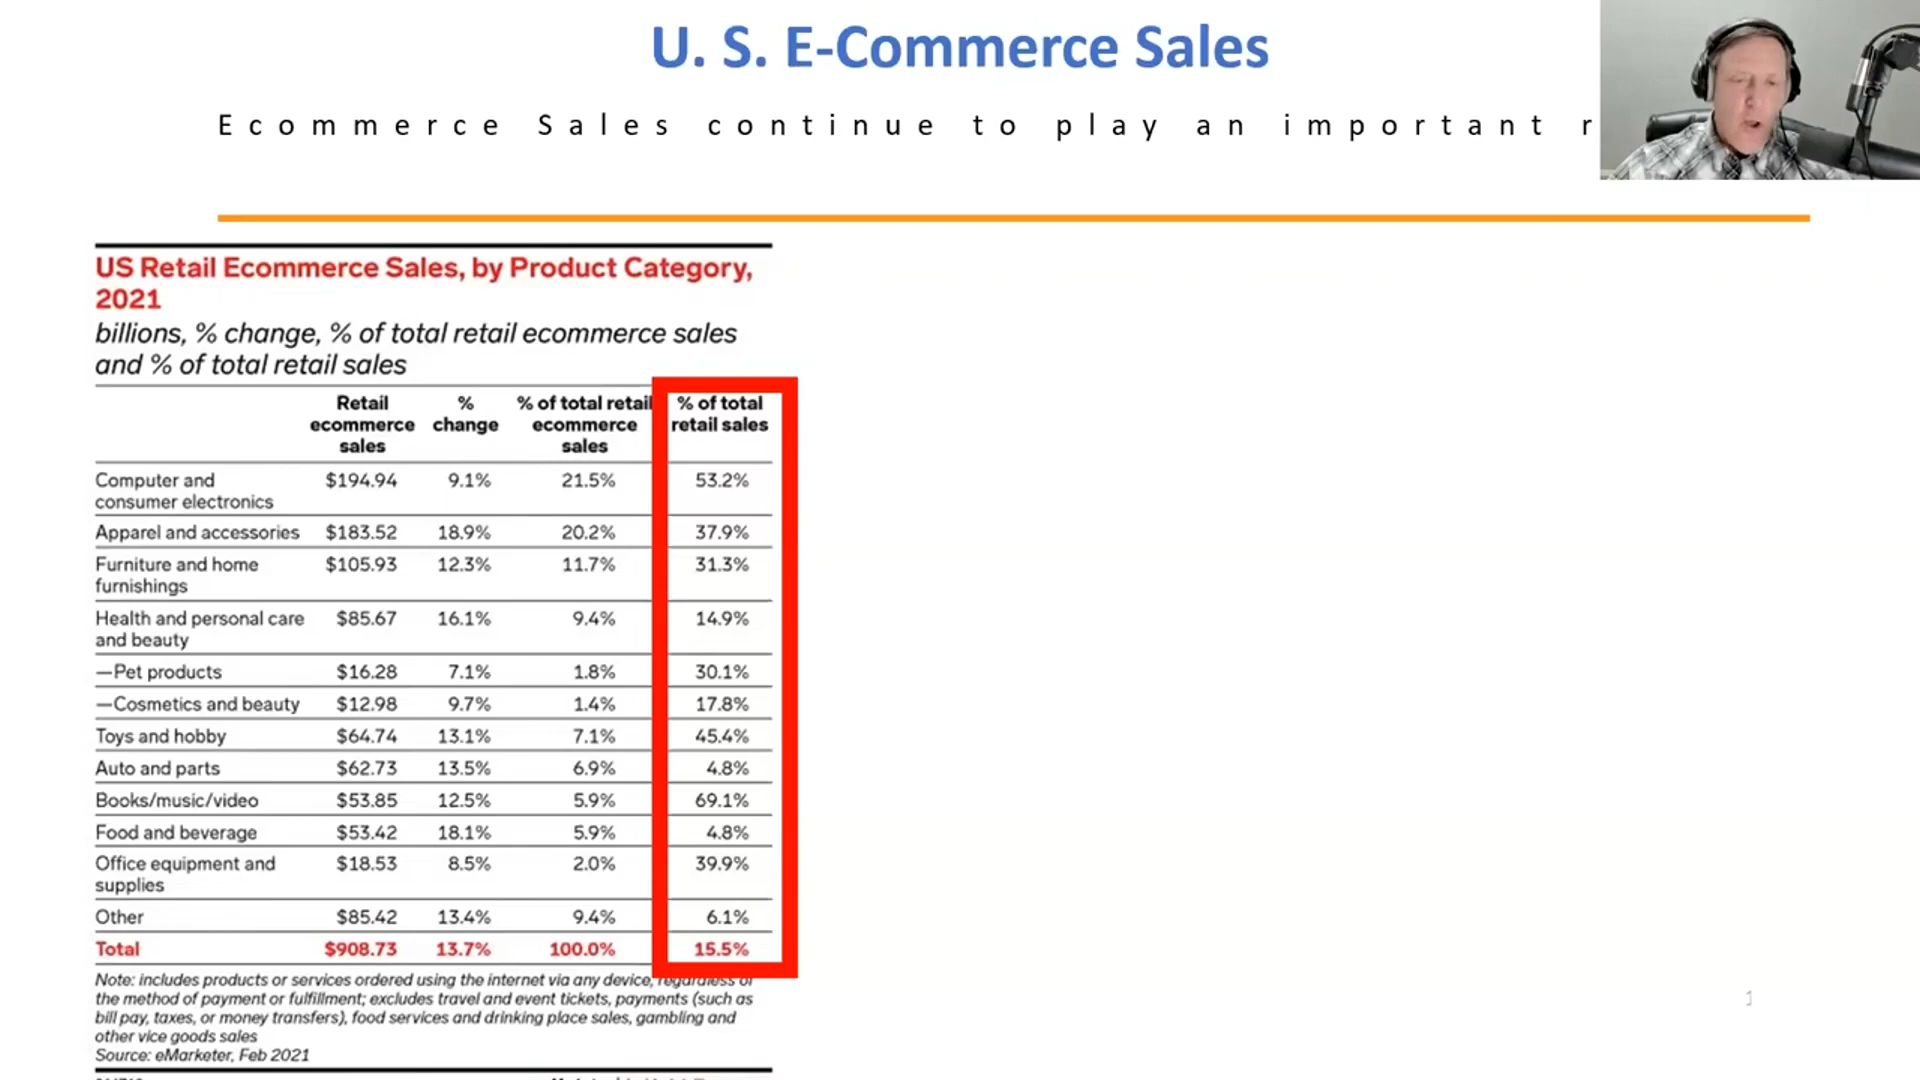 U. S. E-Commerce Sales
Ecommerce Sales continue to play an important r
US Retail Ecommerce Sales, by Product Category,
2021
billions, % change, % of total retail ecommerce sales
and % of total retail sales
Retail ecommerce sales % change % of total retail ecommerce sales % of total retail sales
Computer and consumer electronics $194.94 9.1% 21.5% 53.2%
Apparel and accessories $183.52 18.9% 20.2% 37.9%
Furniture and home furnishings $105.93 12.3% 11.7% 31.3%
Health and personal care and beauty $85.67 16.1% 9.4% 14.9%
—Pet products $16.28 7.1% 1.8% 30.1%
—Cosmetics and beauty $12.98 9.7% 1.4% 17.8%
Toys and hobby $64.74 13.1% 7.1% 45.4%
Auto and parts $62.73 13.5% 6.9% 4.8%
Books/music/video $53.85 12.5% 5.9% 69.1%
Food and beverage $53.42 18.1% 5.9% 4.8%
Office equipment and supplies $18.53 8.5% 2.0% 39.9%
Other $85.42 13.4% 9.4% 6.1%
Total $908.73 13.7% 100.0% 15.5%
Note: includes products or services ordered using the internet via any device, regardless of
the method of payment or fulfillment; excludes travel and event tickets, payments (such as
bill pay, taxes, or money transfers), food services and drinking place sales, gambling and
other vice goods sales
Source: eMarketer, Feb 2021
1